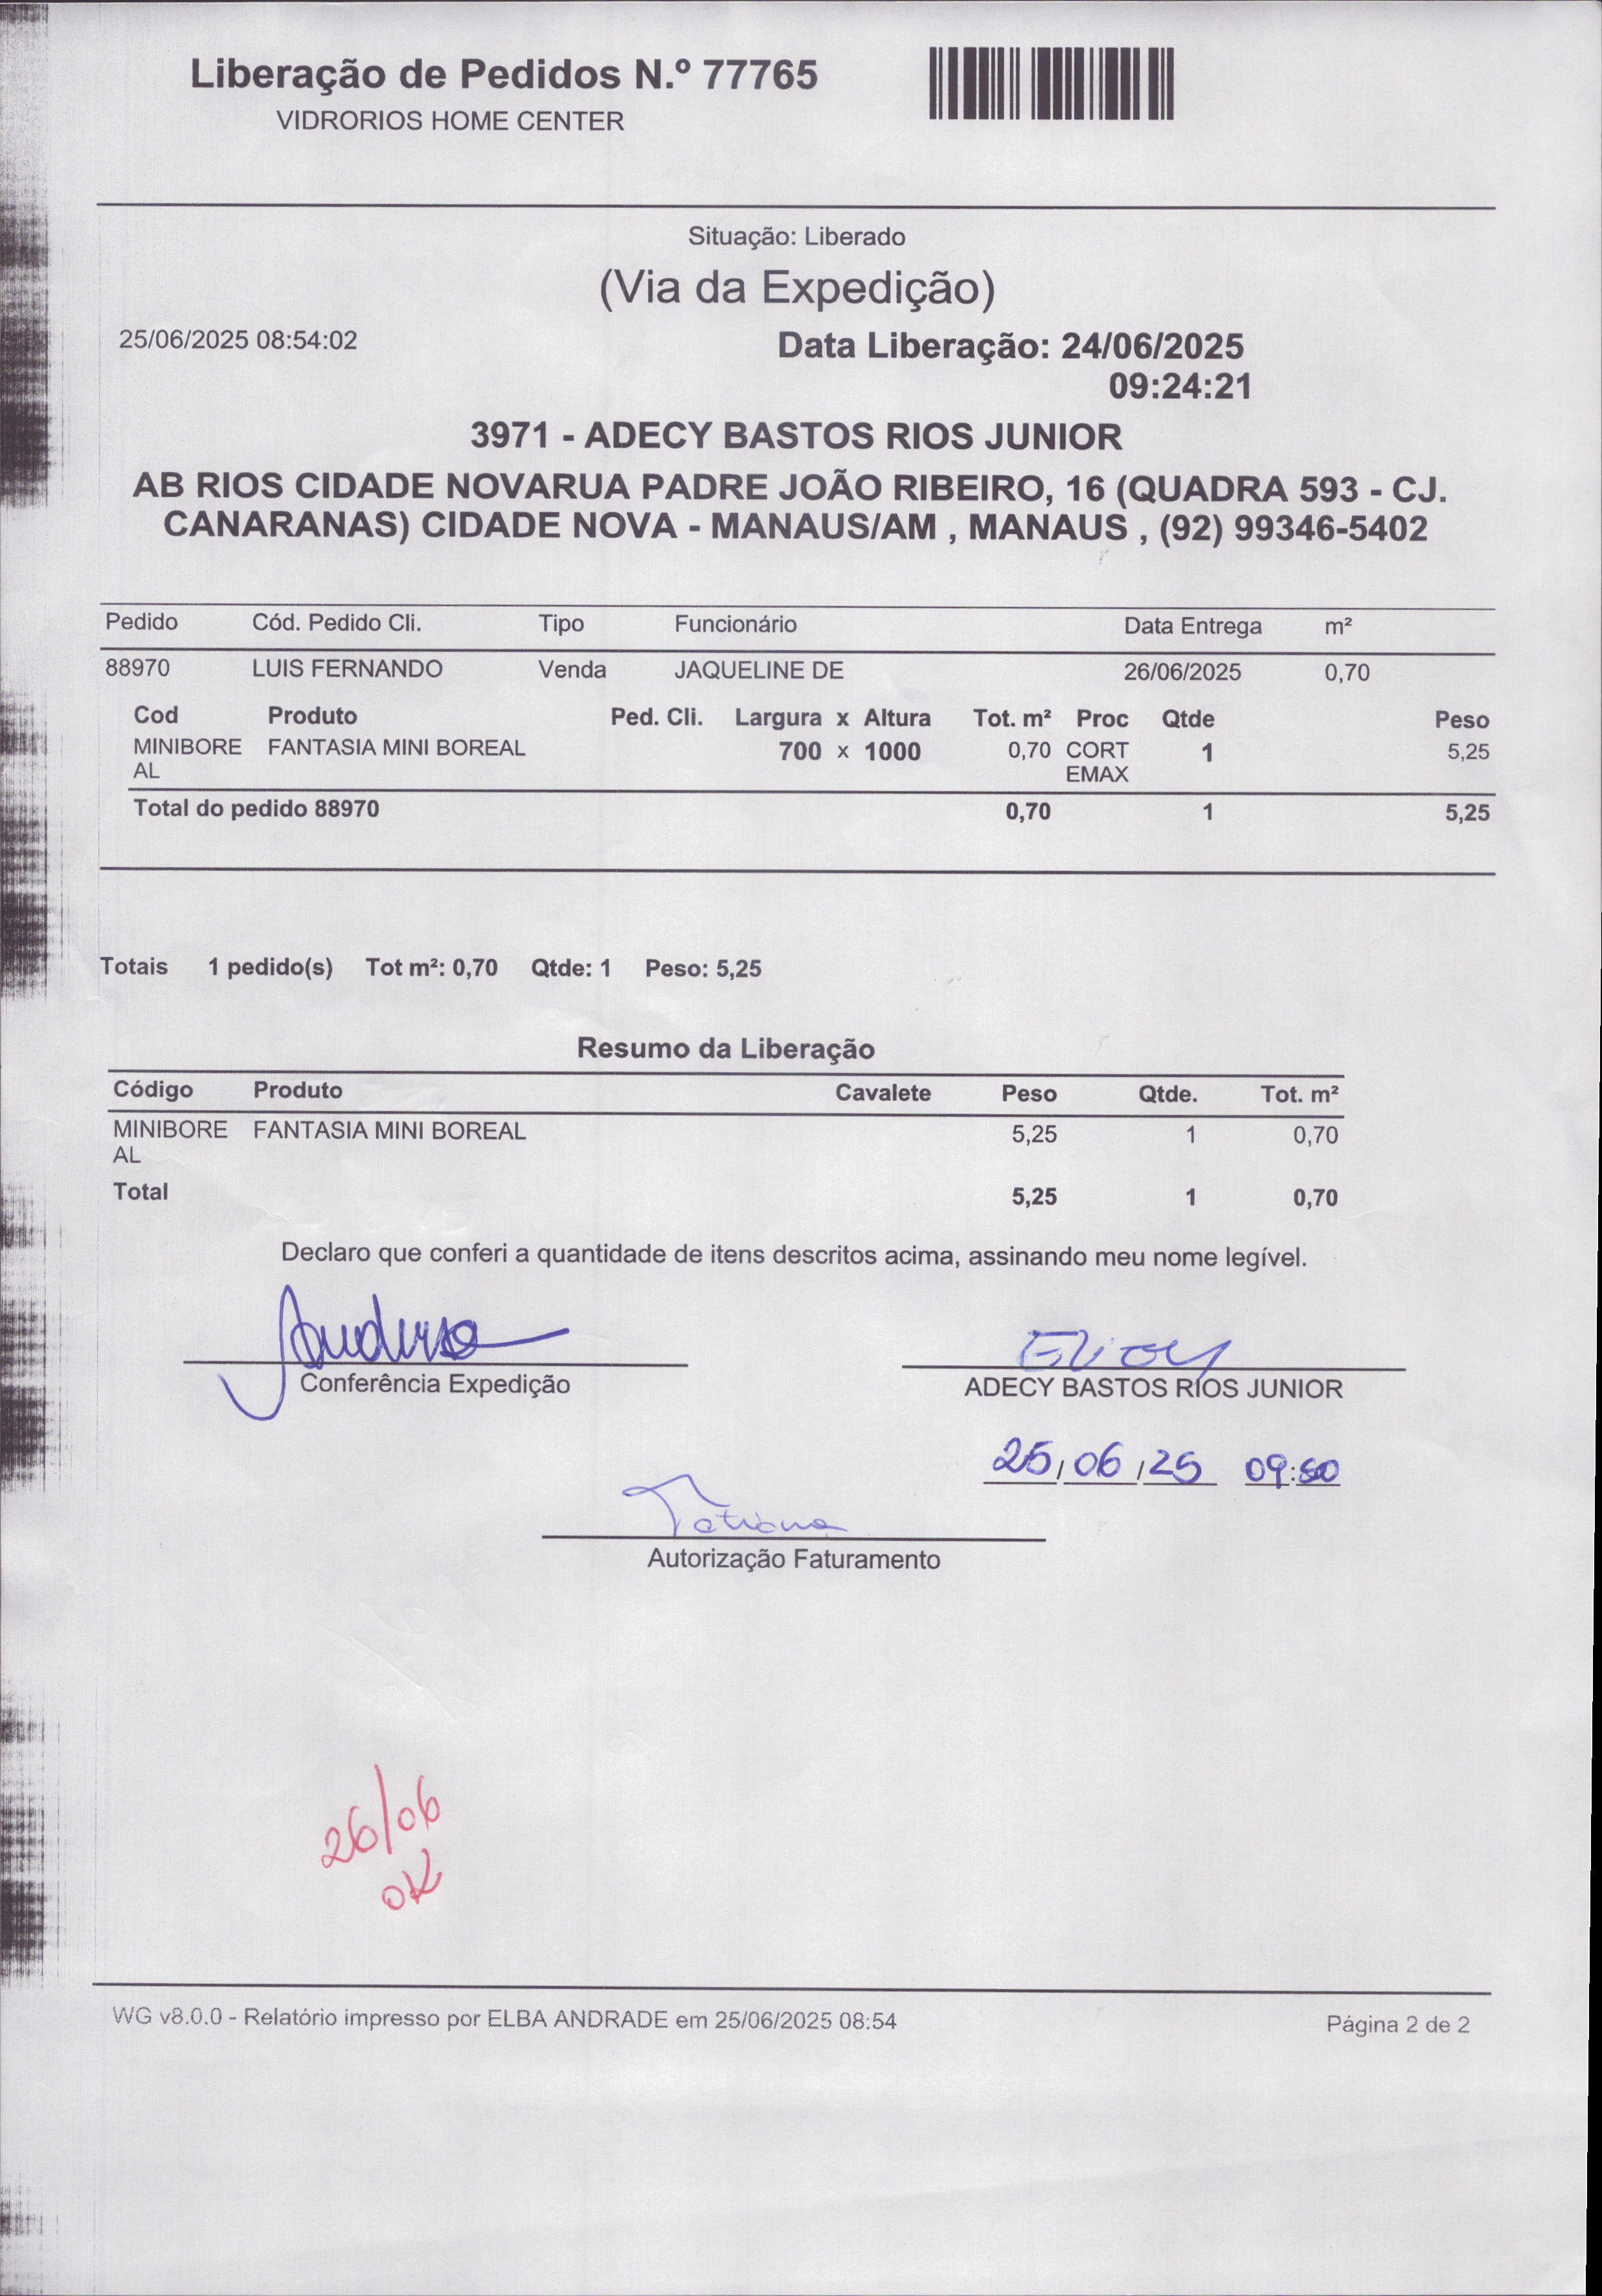 Liberação de Pedidos N.º 77765
VIDRORIOS HOME CENTER
Situação: Liberado
(Via da Expedição)
25/06/2025 08:54:02 Data Liberação: 24/06/2025
09:24:21
3971 - ADECY BASTOS RIOS JUNIOR
AB RIOS CIDADE NOVARUA PADRE JOÃO RIBEIRO, 16 (QUADRA 593 - CJ.
CANARANAS) CIDADE NOVA - MANAUS/AM , MANAUS , (92) 99346-5402
Pedido Cód. Pedido Cli. Tipo Funcionário Data Entrega m²
88970 LUIS FERNANDO Venda JAQUELINE DE 26/06/2025 0,70
Cod Produto Ped. Cli. Largura x Altura Tot. m² Proc Qtde Peso
MINIBORE FANTASIA MINI BOREAL 700 x 1000 0,70 CORT 1 5,25
AL EMAX
Total do pedido 88970 0,70 1 5,25
Totais 1 pedido(s) Tot m²: 0,70 Qtde: 1 Peso: 5,25
Resumo da Liberação
Código Produto Cavalete Peso Qtde. Tot. m²
MINIBORE FANTASIA MINI BOREAL 5,25 1 0,70
AL
Total 5,25 1 0,70
Declaro que conferi a quantidade de itens descritos acima, assinando meu nome legível.
Conferência Expedição ADECY BASTOS RIOS JUNIOR
25/06/25 09:50
Tatiana
Autorização Faturamento
26/06
OK
WG v8.0.0 - Relatório impresso por ELBA ANDRADE em 25/06/2025 08:54 Página 2 de 2